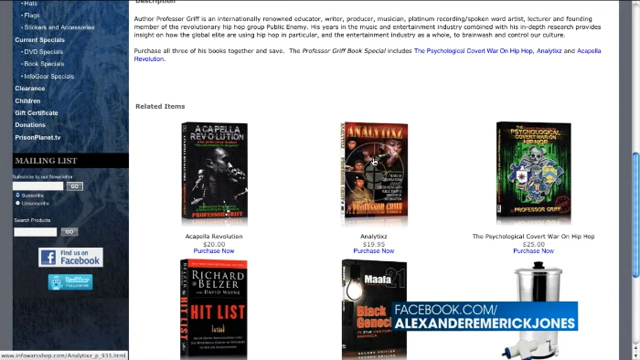 Hats
Flags
Stickers and Accessories
Current Specials
DVD Specials
Book Specials
InfoGear Specials
Clearance
Children
Gift Certificate
Donations
PrisonPlanet.tv
MAILING LIST
Subscribe to our Newsletter
GO
Subscribe
Unsubscribe
Search Products
GO
Find us on
Facebook
Description
Author Professor Griff is an internationally renowned educator, writer, producer, musician, platinum recording/spoken word artist, lecturer and founding
member of the revolutionary hip hop group Public Enemy. His years in the music and entertainment industry combined with his in-depth research provides
insight on how the global elite are using hip hop in particular, and the entertainment industry as a whole, to brainwash and control our culture.
Purchase all three of his books together and save. The Professor Griff Book Special includes The Psychological Covert War On Hip Hop, Analytixz and Acapella
Revolution.
Related Items
ACAPELLA
REVOLUTION
PROFESSOR GRIFF
ANALYTIXZ
PROFESSOR GRIFF
THE
PSYCHOLOGICAL
COVERT WAR ON
HIP HOP
PROFESSOR GRIFF
Acapella Revolution
$20.00
Purchase Now
Analytixz
$19.95
Purchase Now
The Psychological Covert War On Hip Hop
$25.00
Purchase Now
RICHARD
BELZER
AND DAVID WAYNE
HIT LIST
Maafa
21
Black
FACEBOOK.COM/
ALEXANDEREMERICKJONES
www.infowarsshop.com/Analytixz_p_933.html